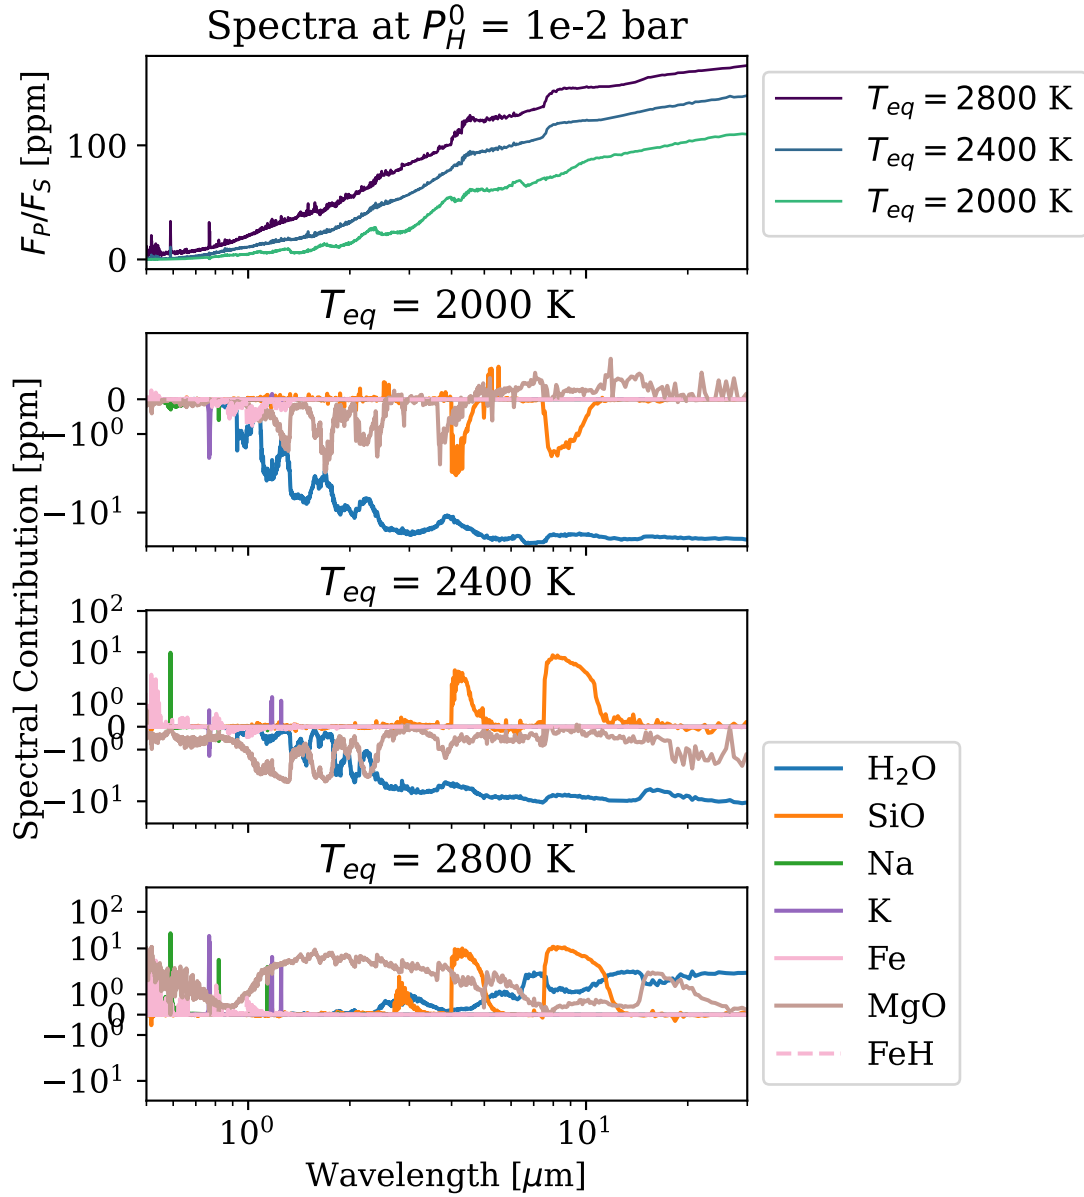 Spectra at $P_H^0$ = 1e-2 bar
$F_P/F_S$ [ppm]
100
0
$T_{eq}$ = 2800 K
$T_{eq}$ = 2400 K
$T_{eq}$ = 2000 K
$T_{eq}$ = 2000 K
0
$-10^0$
$-10^1$
Spectral Contribution [ppm]
$T_{eq}$ = 2400 K
$10^2$
$10^1$
$10^0$
0
$-10^0$
$-10^1$
$T_{eq}$ = 2800 K
$10^2$
$10^1$
$10^0$
0
$-10^0$
$-10^1$
$10^0$ $10^1$
Wavelength [$\mu$m]
H$_2$O
SiO
Na
K
Fe
MgO
FeH